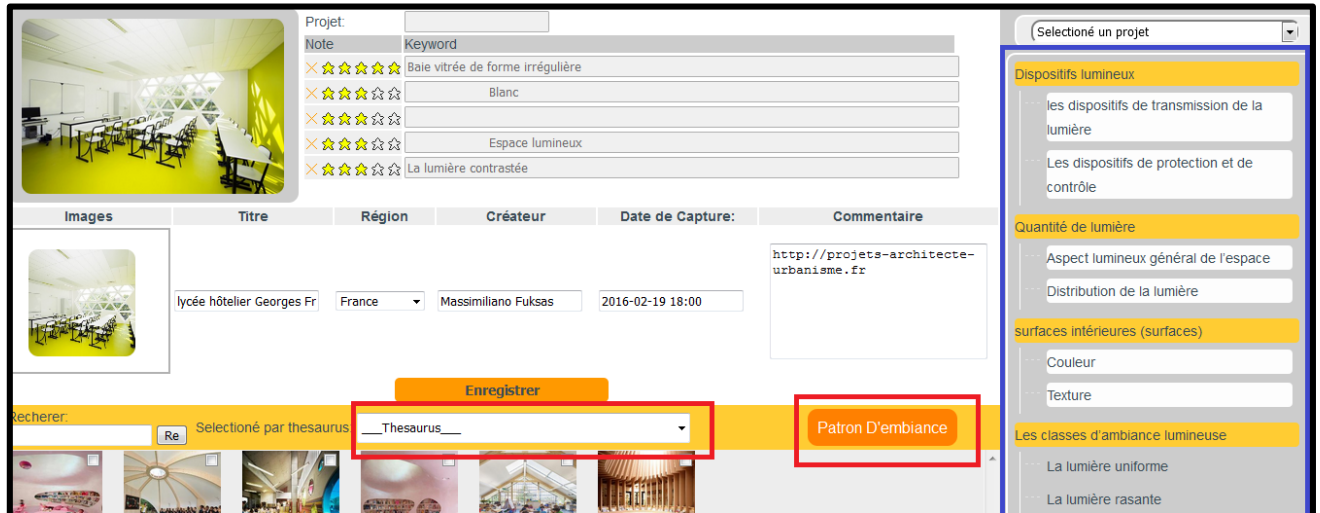 Projet:
Note Keyword
Baie vitrée de forme irrégulière
Blanc
Espace lumineux
La lumière contrastée
Images Titre Région Créateur Date de Capture: Commentaire
http://projets-architecte-
urbanisme.fr
lycée hôtelier Georges Fr France Massimiliano Fuksas 2016-02-19 18:00
Enregistrer
Recherer:
Re Selectioné par thesaurus: ___Thesaurus___ Patron D'embiance
Selectioné un projet
Dispositifs lumineux
les dispositifs de transmission de la
lumière
Les dispositifs de protection et de
contrôle
Quantité de lumière
Aspect lumineux général de l'espace
Distribution de la lumière
surfaces intérieures (surfaces)
Couleur
Texture
Les classes d'ambiance lumineuse
La lumière uniforme
La lumière rasante